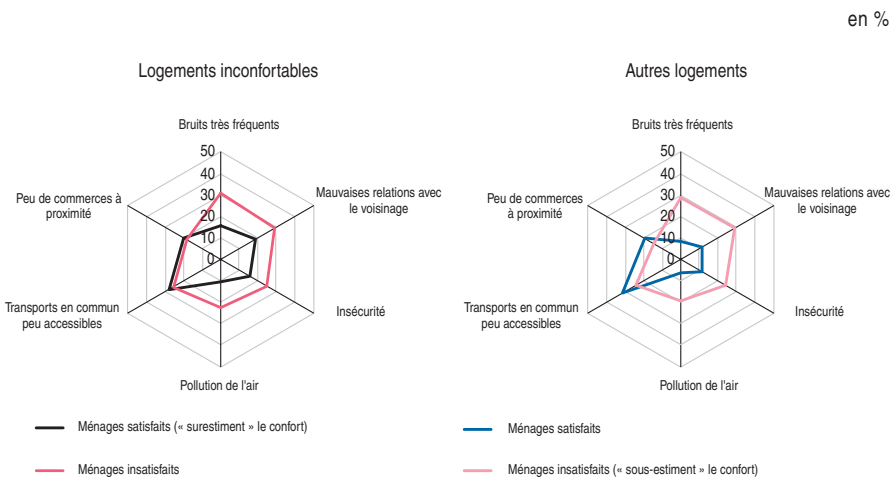 en %
Logements inconfortables
Bruits très fréquents
50
40
30
20
10
0
Mauvaises relations avec
le voisinage
Insécurité
Pollution de l'air
Transports en commun
peu accessibles
Peu de commerces à
proximité
Ménages satisfaits (« surestiment » le confort)
Ménages insatisfaits
Autres logements
Bruits très fréquents
50
40
30
20
10
0
Mauvaises relations avec
le voisinage
Insécurité
Pollution de l'air
Transports en commun
peu accessibles
Peu de commerces
à proximité
Ménages satisfaits
Ménages insatisfaits (« sous-estiment » le confort)